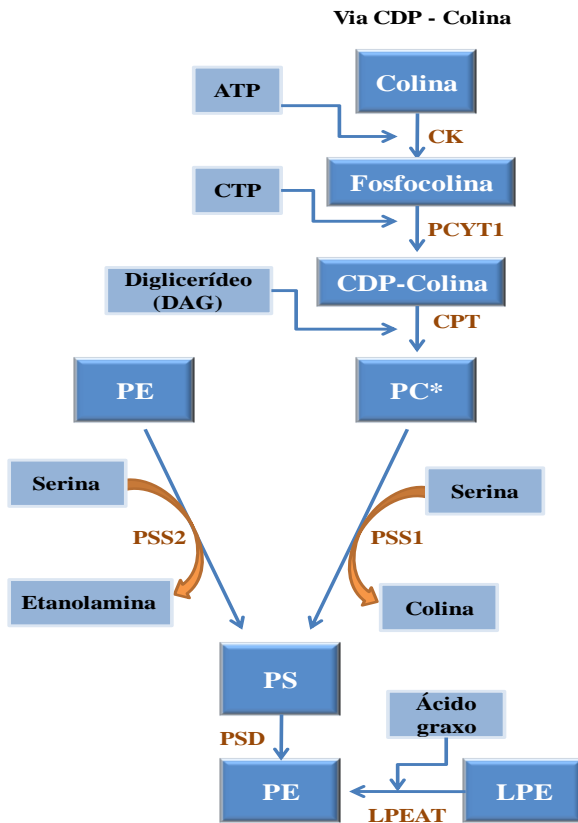 Via CDP - Colina
Colina
ATP
CK
Fosfocolina
CTP
PCYT1
Diglicerídeo
(DAG)
CDP-Colina
CPT
PE
PC*
Serina
Serina
PSS2
PSS1
Etanolamina
Colina
PS
Ácido
graxo
PSD
PE
LPE
LPEAT